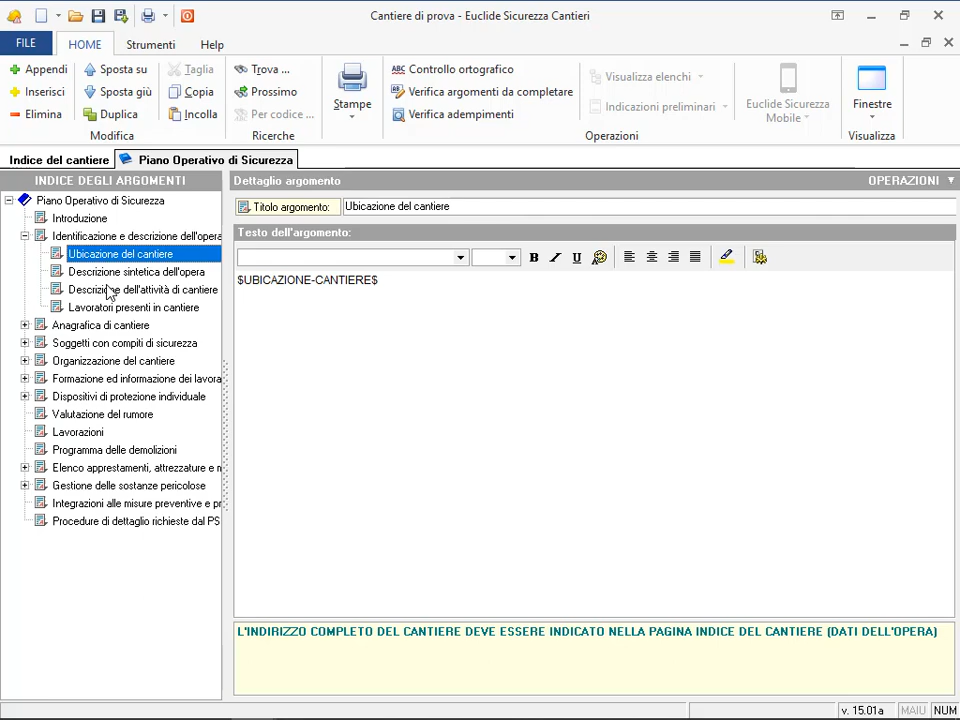 Cantiere di prova - Euclide Sicurezza Cantieri
FILE
HOME
Strumenti
Help
Appendi
Sposta su
Taglia
Trova ...
Inserisci
Sposta giù
Copia
Prossimo
Elimina
Duplica
Incolla
Per codice ...
Modifica
Ricerche
Stampe
ABC Controllo ortografico
Verifica argomenti da completare
Verifica adempimenti
Visualizza elenchi
Indicazioni preliminari
Euclide Sicurezza
Mobile
Operazioni
Finestre
Visualizza
Indice del cantiere
Piano Operativo di Sicurezza
INDICE DEGLI ARGOMENTI
Piano Operativo di Sicurezza
Introduzione
Identificazione e descrizione dell'opera
Ubicazione del cantiere
Descrizione sintetica dell'opera
Descrizione dell'attività di cantiere
Lavoratori presenti in cantiere
Anagrafica di cantiere
Soggetti con compiti di sicurezza
Organizzazione del cantiere
Formazione ed informazione dei lavora
Dispositivi di protezione individuale
Valutazione del rumore
Lavorazioni
Programma delle demolizioni
Elenco apprestamenti, attrezzature e n
Gestione delle sostanze pericolose
Integrazioni alle misure preventive e pr
Procedure di dettaglio richieste dal PS
Dettaglio argomento
OPERAZIONI
Titolo argomento:
Ubicazione del cantiere
Testo dell'argomento:
B I U
$UBICAZIONE-CANTIERE$
L'INDIRIZZO COMPLETO DEL CANTIERE DEVE ESSERE INDICATO NELLA PAGINA INDICE DEL CANTIERE (DATI DELL'OPERA)
v. 15.01a
MAIU
NUM